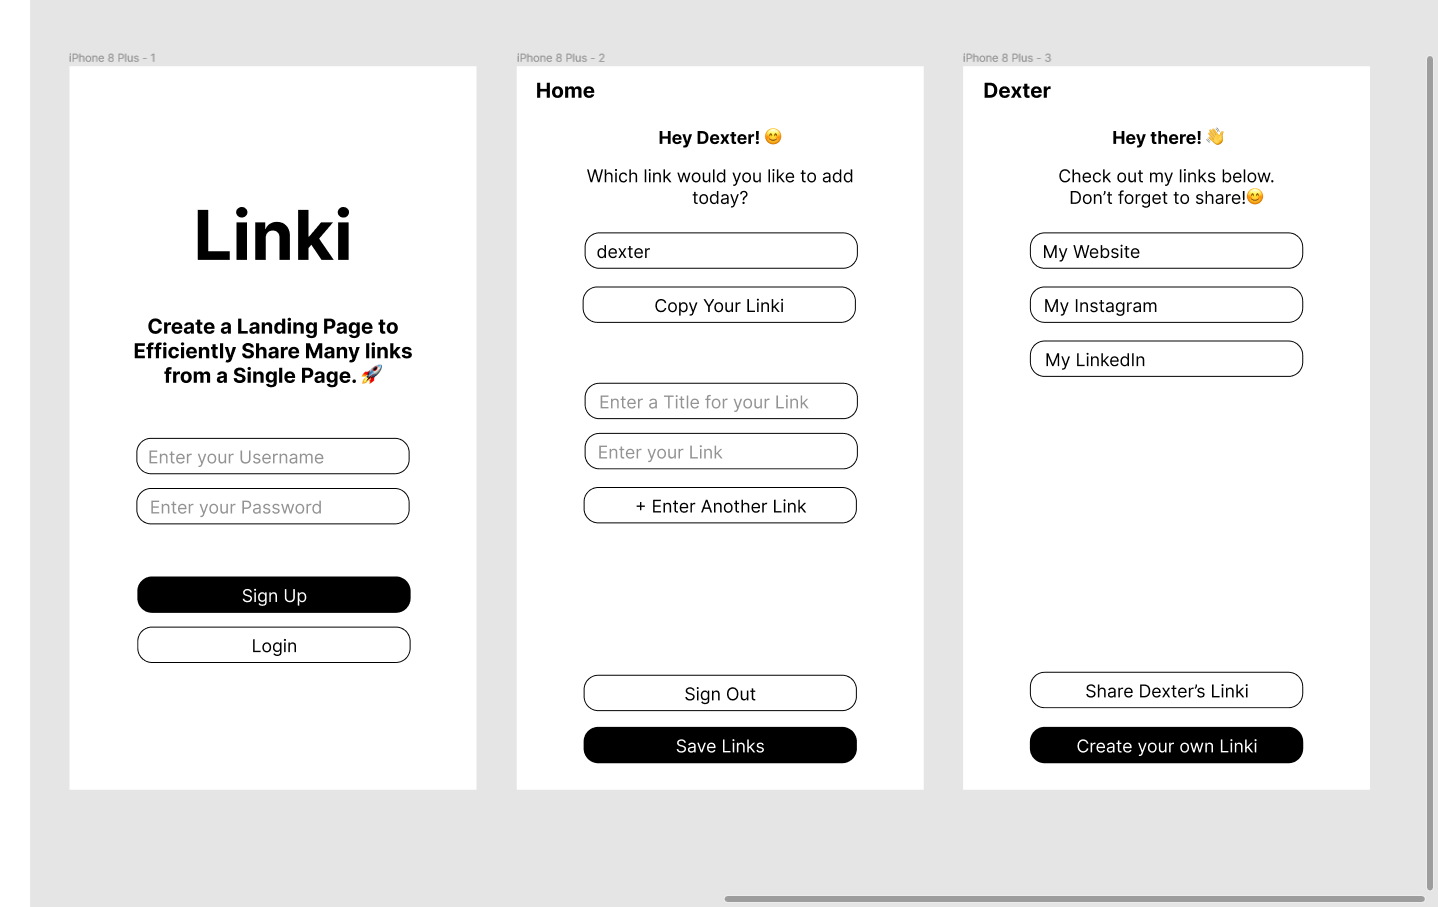 iPhone 8 Plus - 1
Linki
Create a Landing Page to
Efficiently Share Many links
from a Single Page. 🚀
Enter your Username
Enter your Password
Sign Up
Login
iPhone 8 Plus - 2
Home
Hey Dexter! 😊
Which link would you like to add
today?
dexter
Copy Your Linki
Enter a Title for your Link
Enter your Link
+ Enter Another Link
Sign Out
Save Links
iPhone 8 Plus - 3
Dexter
Hey there! 👋
Check out my links below.
Don’t forget to share!😊
My Website
My Instagram
My LinkedIn
Share Dexter’s Linki
Create your own Linki